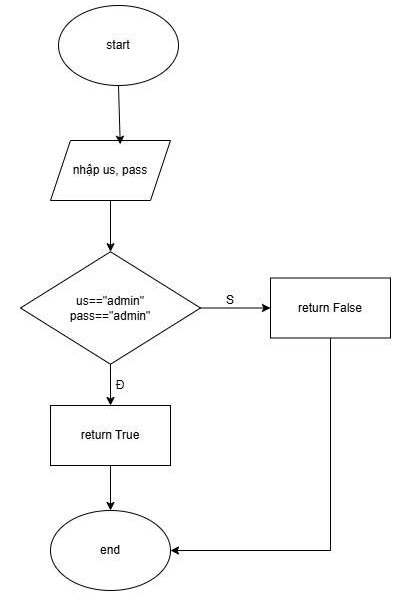 start
nhập us, pass
us=="admin"
pass=="admin"
S
return False
Đ
return True
end